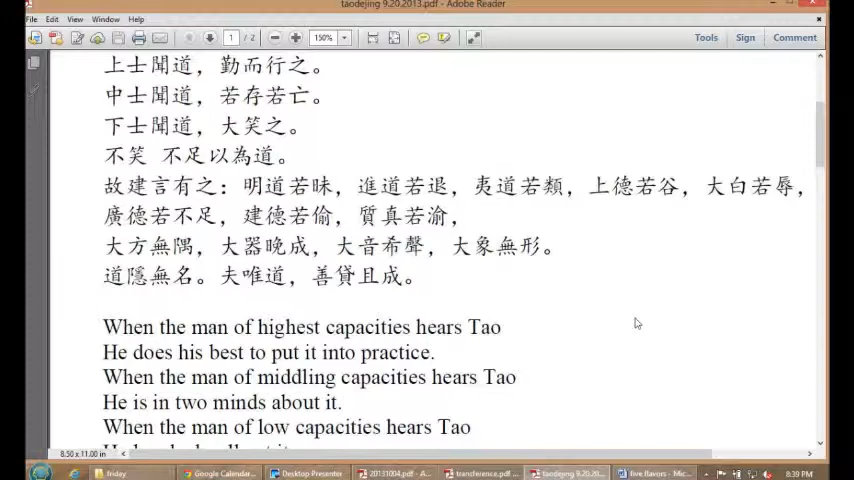 taodejing 9.20.2013.pdf - Adobe Reader
File Edit View Window Help
1 / 2 150% Tools Sign Comment
上士聞道，勤而行之。
中士聞道，若存若亡。
下士聞道，大笑之。
不笑 不足以為道。
故建言有之：明道若昧，進道若退，夷道若類，上德若谷，大白若辱，
廣德若不足，建德若偷，質真若渝，
大方無隅，大器晚成，大音希聲，大象無形。
道隱無名。夫唯道，善貸且成。
When the man of highest capacities hears Tao
He does his best to put it into practice.
When the man of middling capacities hears Tao
He is in two minds about it.
When the man of low capacities hears Tao
8.50 x 11.00 in
friday Google Calendar... Desktop Presenter 20131004.pdf - A... transference.pdf ... taodejing 9.20.20... five flavors - Mic... 8:39 PM